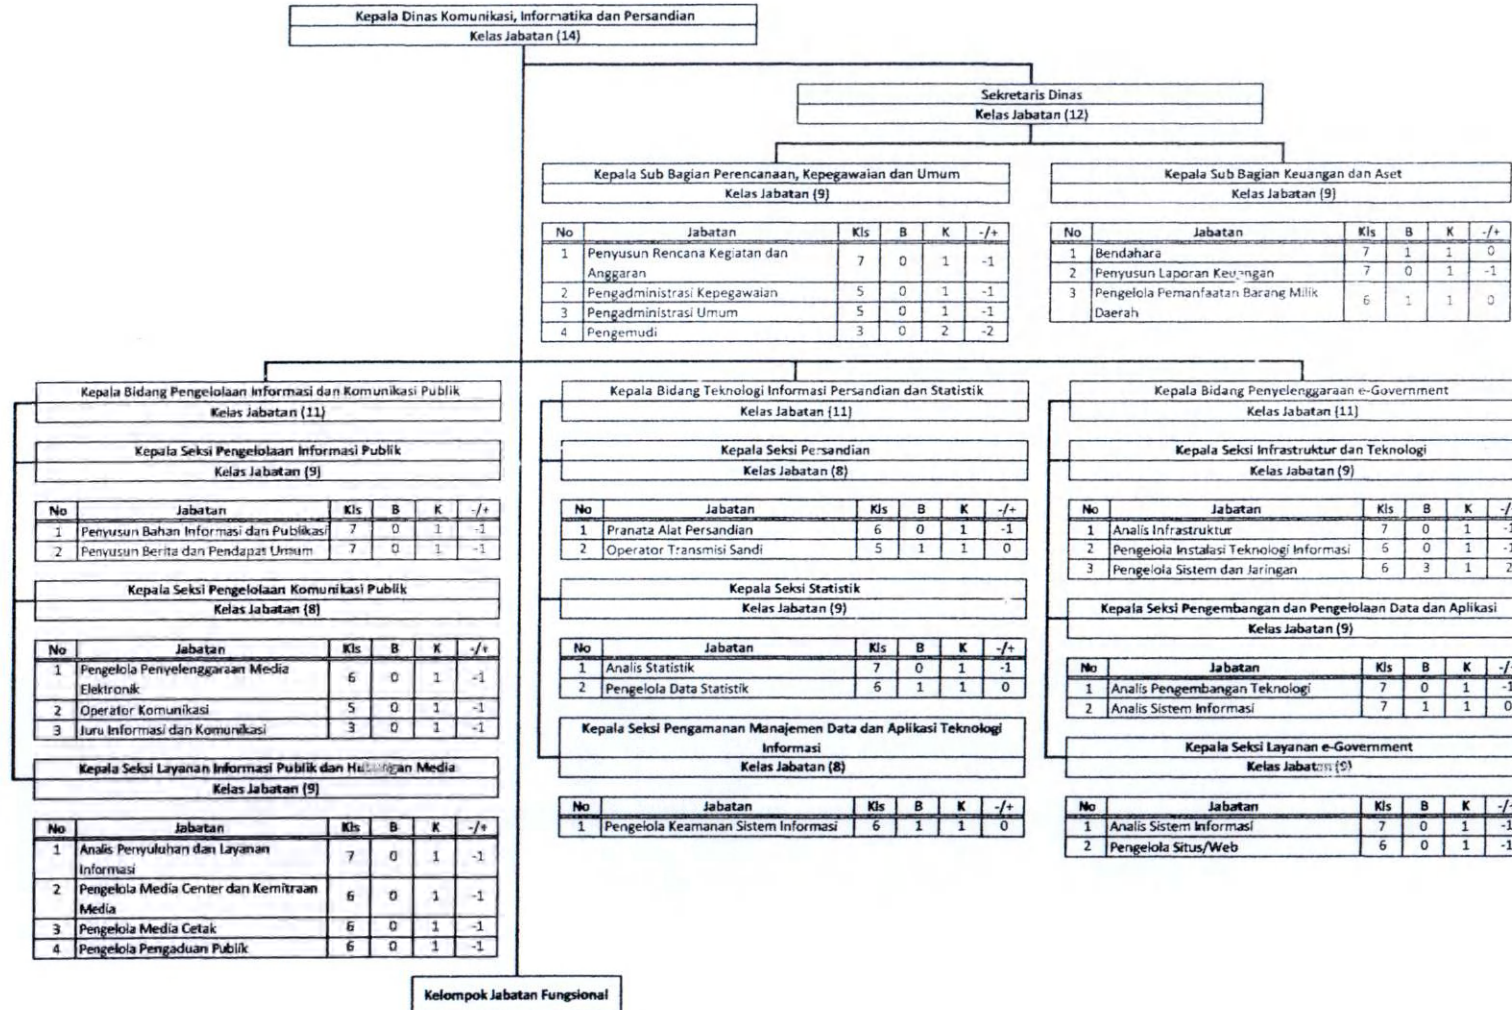 Kepala Dinas Komunikasi, Informatika dan Persandian
Kelas Jabatan (14)
Sekretaris Dinas
Kelas Jabatan (12)
Kepala Sub Bagian Perencanaan, Kepegawaian dan Umum
Kelas Jabatan (9)
No Jabatan Kls B K -/+
1 Penyusun Rencana Kegiatan dan
Anggaran 7 0 1 -1
2 Pengadministrasi Kepegawaian 5 0 1 -1
3 Pengadministrasi Umum 5 0 1 -1
4 Pengemudi 3 0 2 -2
Kepala Sub Bagian Keuangan dan Aset
Kelas Jabatan (9)
No Jabatan Kls B K -/+
1 Bendahara 7 1 1 0
2 Penyusun Laporan Keuangan 7 0 1 -1
3 Pengelola Pemanfaatan Barang Milik
Daerah 6 1 1 0
Kepala Bidang Pengelolaan Informasi dan Komunikasi Publik
Kelas Jabatan (11)
Kepala Seksi Pengelolaan Informasi Publik
Kelas Jabatan (9)
No Jabatan Kls B K -/+
1 Penyusun Bahan Informasi dan Publikasi 7 0 1 -1
2 Penyusun Berita dan Pendapat Umum 7 0 1 -1
Kepala Seksi Pengelolaan Komunikasi Publik
Kelas Jabatan (8)
No Jabatan Kls B K -/+
1 Pengelola Penyelenggaraan Media
Elektronik 6 0 1 -1
2 Operator Komunikasi 5 0 1 -1
3 Juru Informasi dan Komunikasi 3 0 1 -1
Kepala Seksi Layanan Informasi Publik dan Hubungan Media
Kelas Jabatan (9)
No Jabatan Kls B K -/+
1 Analis Penyuluhan dan Layanan
Informasi 7 0 1 -1
2 Pengelola Media Center dan Kemitraan
Media 6 0 1 -1
3 Pengelola Media Cetak 6 0 1 -1
4 Pengelola Pengaduan Publik 6 0 1 -1
Kepala Bidang Teknologi Informasi Persandian dan Statistik
Kelas Jabatan (11)
Kepala Seksi Persandian
Kelas Jabatan (8)
No Jabatan Kls B K -/+
1 Pranata Alat Persandian 6 0 1 -1
2 Operator Transmisi Sandi 5 1 1 0
Kepala Seksi Statistik
Kelas Jabatan (9)
No Jabatan Kls B K -/+
1 Analis Statistik 7 0 1 -1
2 Pengelola Data Statistik 6 1 1 0
Kepala Seksi Pengamanan Manajemen Data dan Aplikasi Teknologi
Informasi
Kelas Jabatan (8)
No Jabatan Kls B K -/+
1 Pengelola Keamanan Sistem Informasi 6 1 1 0
Kepala Bidang Penyelenggaraan e-Government
Kelas Jabatan (11)
Kepala Seksi Infrastruktur dan Teknologi
Kelas Jabatan (9)
No Jabatan Kls B K -/
1 Analis Infrastruktur 7 0 1 -1
2 Pengelola Instalasi Teknologi Informasi 6 0 1 -1
3 Pengelola Sistem dan Jaringan 6 3 1 2
Kepala Seksi Pengembangan dan Pengelolaan Data dan Aplikasi
Kelas Jabatan (9)
No Jabatan Kls B K -/
1 Analis Pengembangan Teknologi 7 0 1 -1
2 Analis Sistem Informasi 7 1 1 0
Kepala Seksi Layanan e-Government
Kelas Jabatan (9)
No Jabatan Kls B K -/+
1 Analis Sistem Informasi 7 0 1 -1
2 Pengelola Situs/Web 6 0 1 -1
Kelompok Jabatan Fungsional